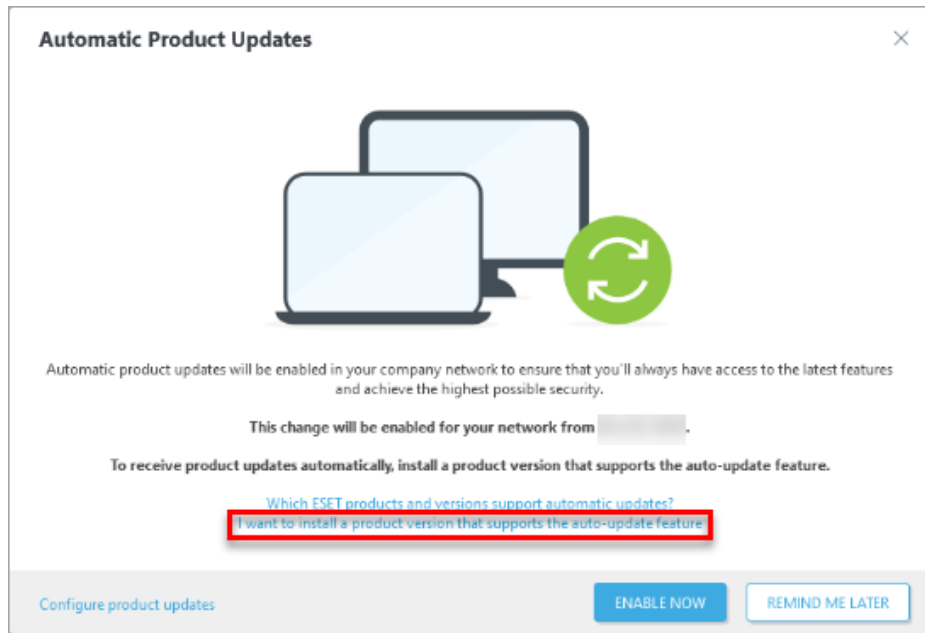 Automatic Product Updates
Automatic product updates will be enabled in your company network to ensure that you'll always have access to the latest features
and achieve the highest possible security.
This change will be enabled for your network from .
To receive product updates automatically, install a product version that supports the auto-update feature.
Which ESET products and versions support automatic updates?
I want to install a product version that supports the auto-update feature
Configure product updates
ENABLE NOW
REMIND ME LATER